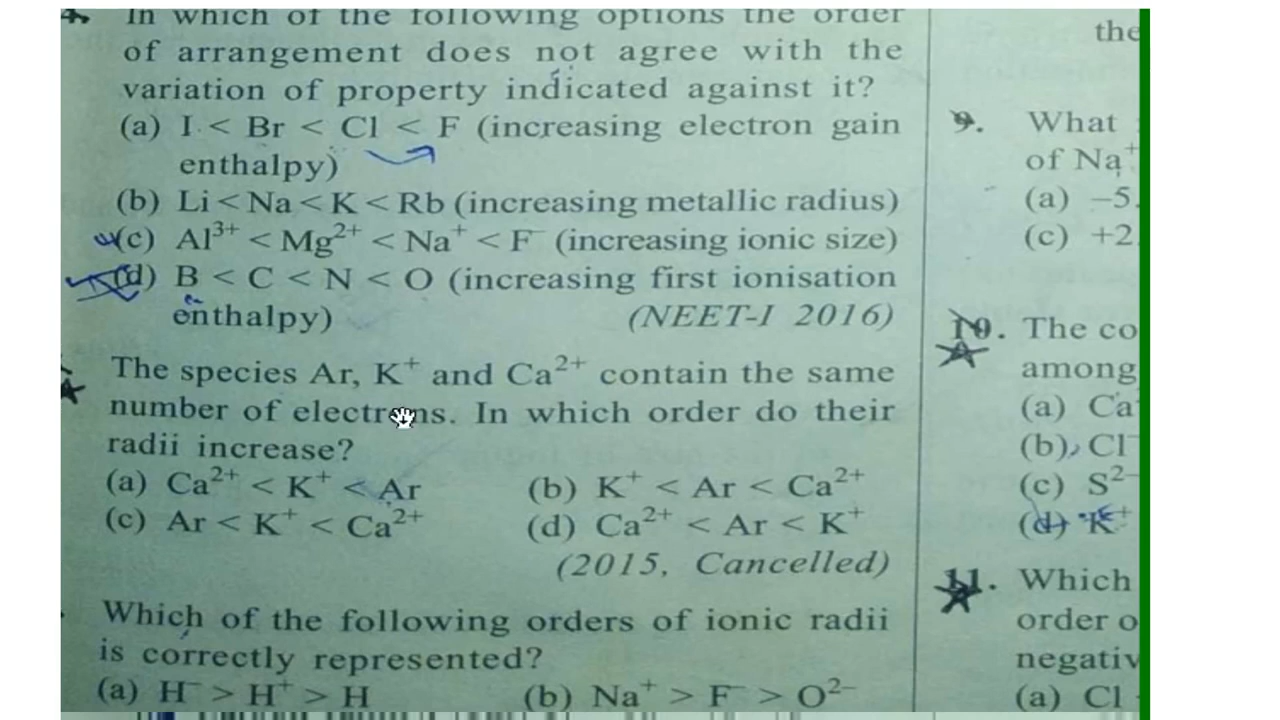 In which of the following options the order
of arrangement does not agree with the
variation of property indicated against it?
(a) I < Br < Cl < F (increasing electron gain
enthalpy)
(b) Li < Na < K < Rb (increasing metallic radius)
(c) Al³⁺ < Mg²⁺ < Na⁺ < F⁻ (increasing ionic size)
(d) B < C < N < O (increasing first ionisation
enthalpy) (NEET-I 2016)
The species Ar, K⁺ and Ca²⁺ contain the same
number of electrons. In which order do their
radii increase?
(a) Ca²⁺ < K⁺ < Ar (b) K⁺ < Ar < Ca²⁺
(c) Ar < K⁺ < Ca²⁺ (d) Ca²⁺ < Ar < K⁺
(2015, Cancelled)
Which of the following orders of ionic radii
is correctly represented?
(a) H⁻ > H⁺ > H (b) Na⁺ > F⁻ > O²⁻
the
9. What
of Na⁺
(a) –5.
(c) +2
10. The co
among
(a) Ca
(b) Cl⁻
(c) S²⁻
(d) K⁺
11. Which
order o
negativ
(a) Cl